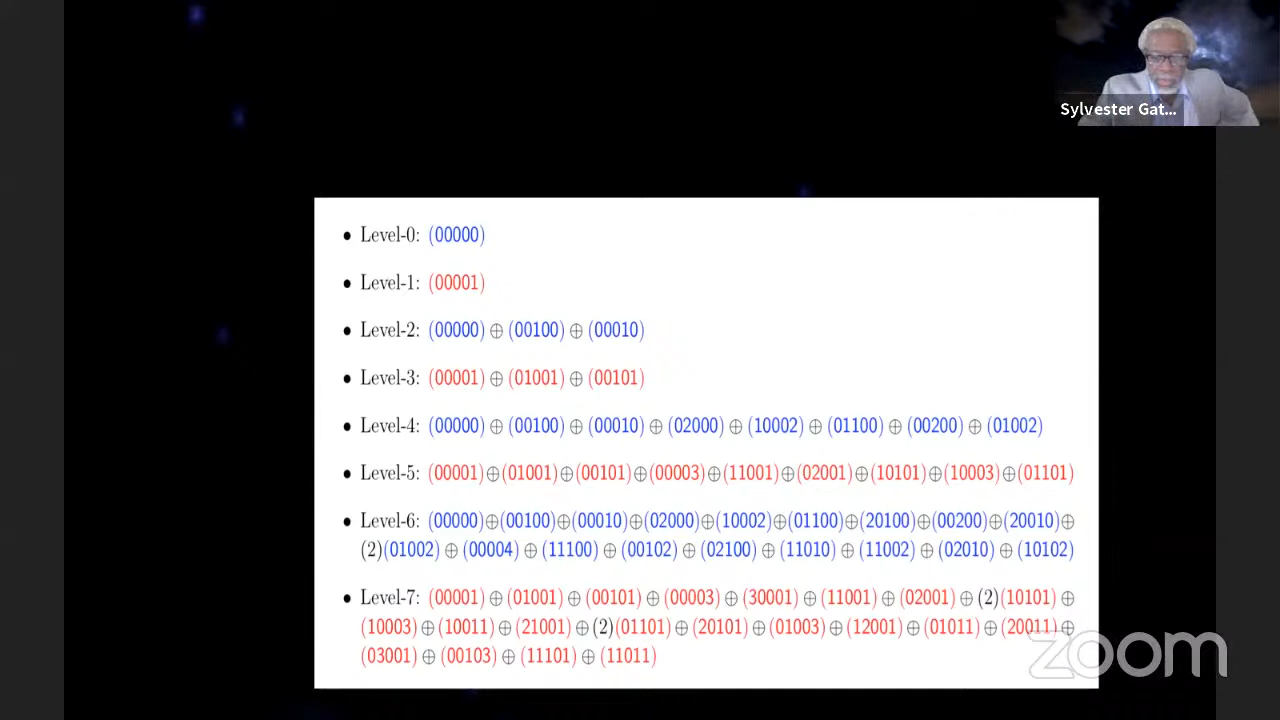 Sylvester Gat...
• Level-0: (00000)
• Level-1: (00001)
• Level-2: (00000) ⊕ (00100) ⊕ (00010)
• Level-3: (00001) ⊕ (01001) ⊕ (00101)
• Level-4: (00000) ⊕ (00100) ⊕ (00010) ⊕ (02000) ⊕ (10002) ⊕ (01100) ⊕ (00200) ⊕ (01002)
• Level-5: (00001)⊕(01001)⊕(00101)⊕(00003)⊕(11001)⊕(02001)⊕(10101)⊕(10003)⊕(01101)
• Level-6: (00000)⊕(00100)⊕(00010)⊕(02000)⊕(10002)⊕(01100)⊕(20100)⊕(00200)⊕(20010)⊕
(2)(01002) ⊕ (00004) ⊕ (11100) ⊕ (00102) ⊕ (02100) ⊕ (11010) ⊕ (11002) ⊕ (02010) ⊕ (10102)
• Level-7: (00001) ⊕ (01001) ⊕ (00101) ⊕ (00003) ⊕ (30001) ⊕ (11001) ⊕ (02001) ⊕ (2)(10101) ⊕
(10003) ⊕ (10011) ⊕ (21001) ⊕ (2)(01101) ⊕ (20101) ⊕ (01003) ⊕ (12001) ⊕ (01011) ⊕ (20011) ⊕
(03001) ⊕ (00103) ⊕ (11101) ⊕ (11011)
zoom